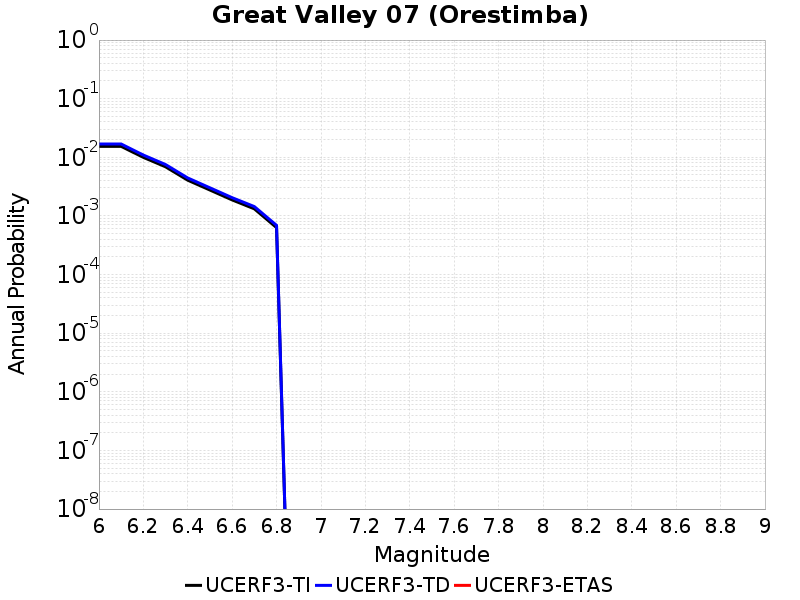 Great Valley 07 (Orestimba)
10^0
10^-1
10^-2
10^-3
10^-4
10^-5
10^-6
10^-7
10^-8
Annual Probability
6 6.2 6.4 6.6 6.8 7 7.2 7.4 7.6 7.8 8 8.2 8.4 8.6 8.8 9
Magnitude
UCERF3-TI UCERF3-TD UCERF3-ETAS